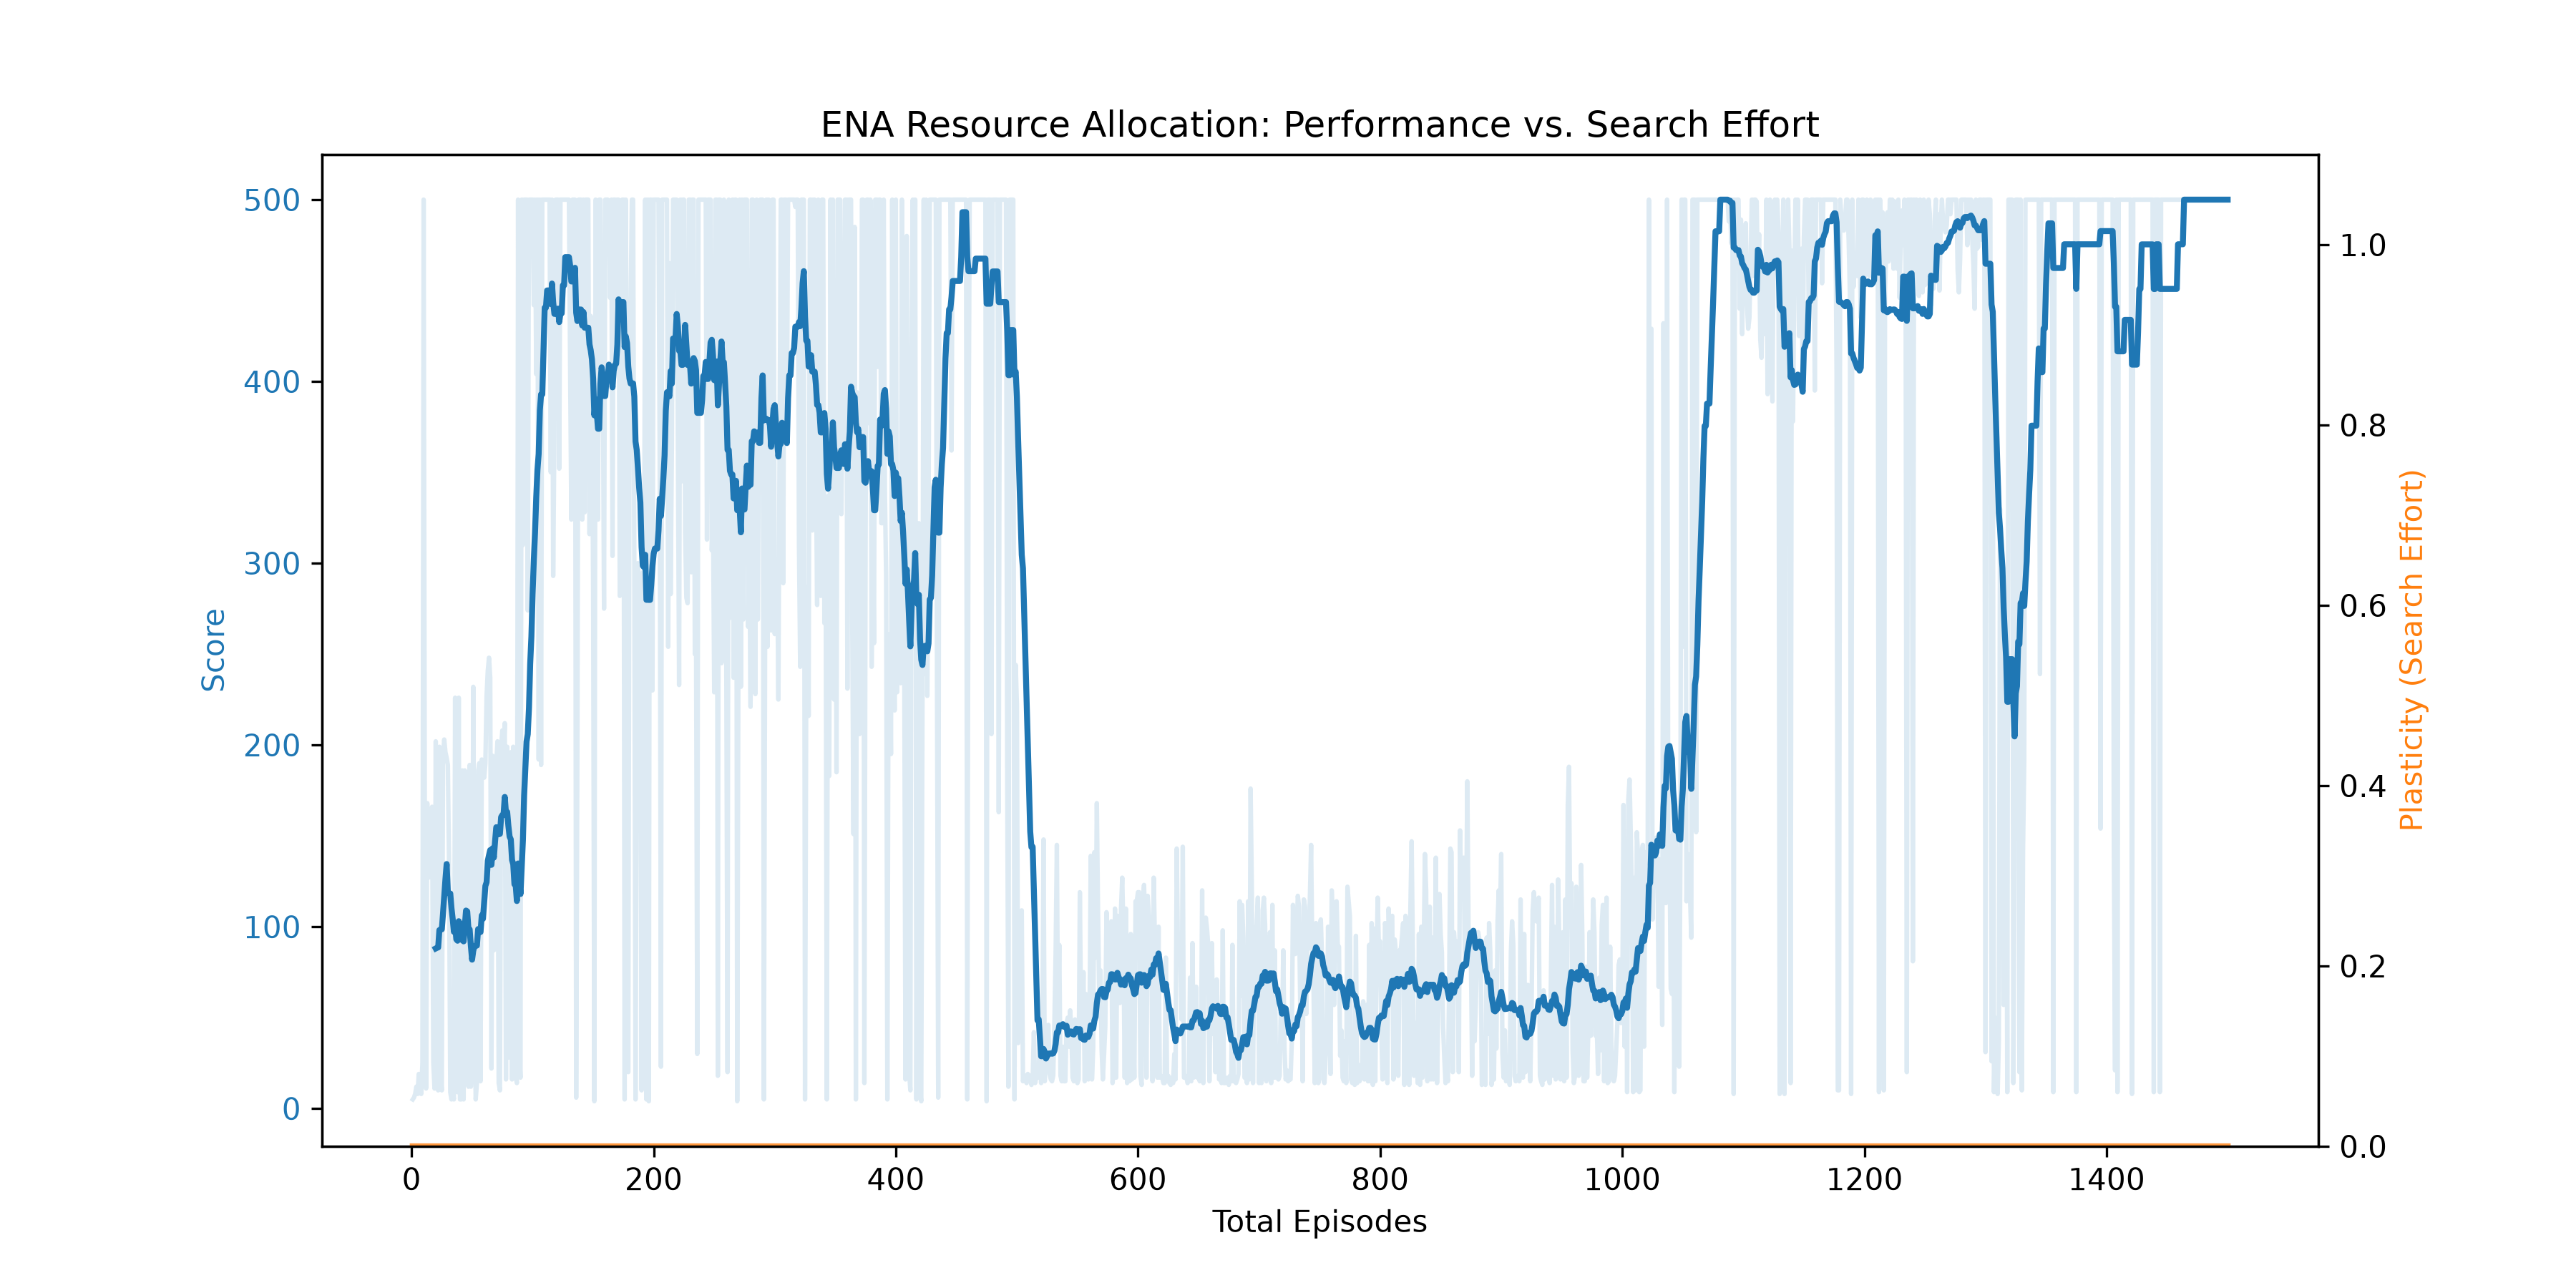 ENA Resource Allocation: Performance vs. Search Effort
500
400
300
200
100
0
Score
1.0
0.8
0.6
0.4
0.2
0.0
Plasticity (Search Effort)
0 200 400 600 800 1000 1200 1400
Total Episodes